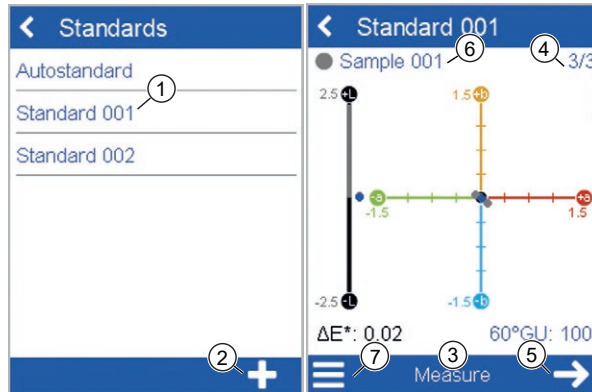 Standards
Autostandard
1
Standard 001
Standard 002
2
Standard 001
6
4
Sample 001
3/3
2.5 +L
1.5 +b
-a
+a
-1.5
1.5
-2.5 -L
-1.5 -b
ΔE*: 0.02
60°GU: 100
7
3
5
Measure